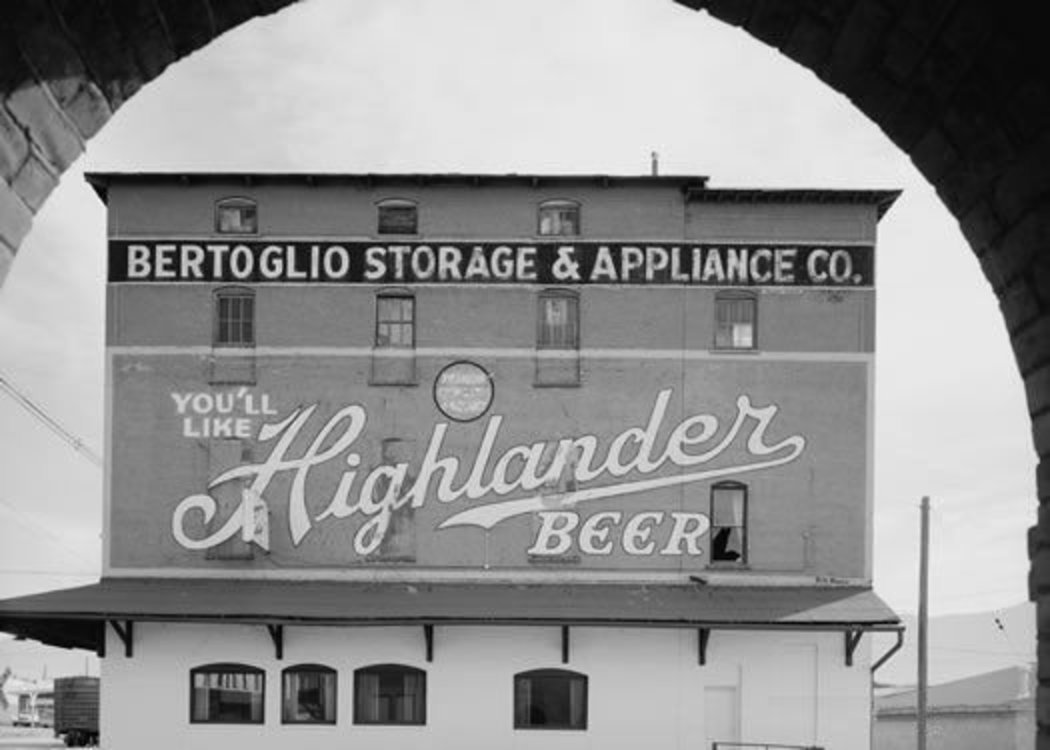 BERTOGLIO STORAGE & APPLIANCE CO.
YOU'LL
LIKE
Highlander
BEER